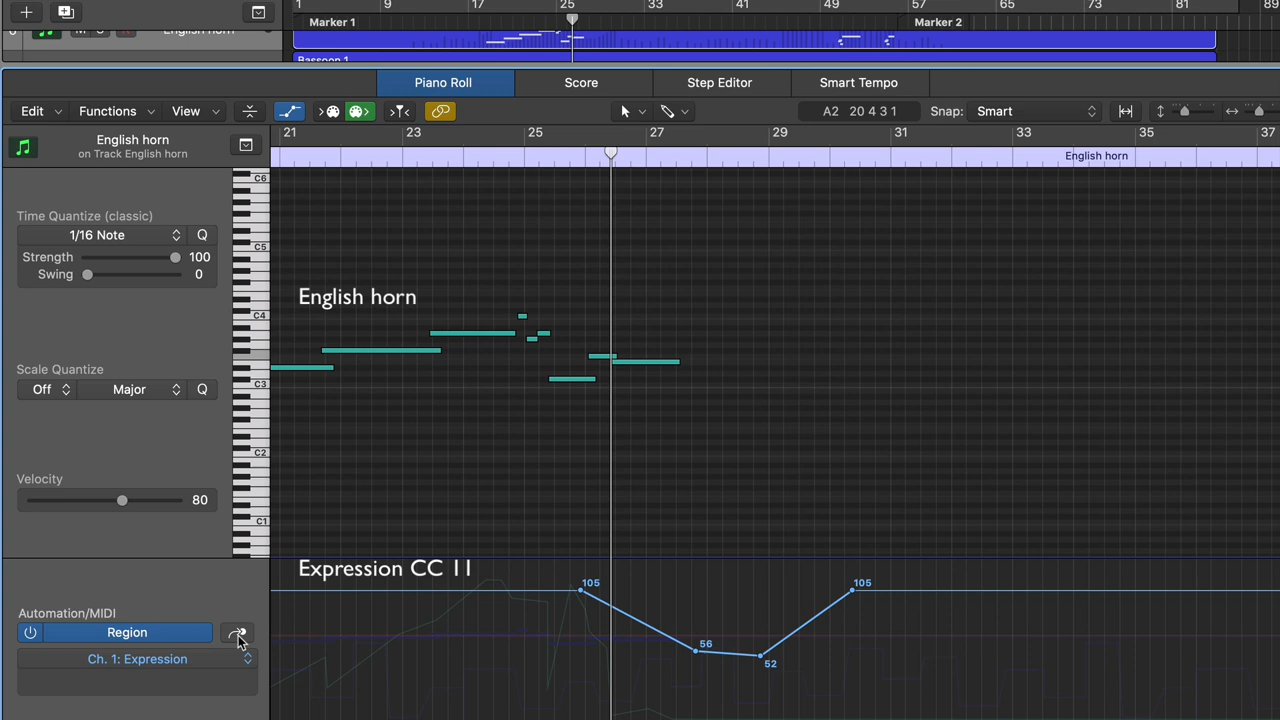 1 9 17 25 33 41 49 57 65 73 81 89
Marker 1 Marker 2
English horn
Bassoon 1
Piano Roll Score Step Editor Smart Tempo
Edit Functions View A2 20 4 3 1 Snap: Smart
21 23 25 27 29 31 33 35 37
English horn
on Track English horn
English horn
C6
Time Quantize (classic)
1/16 Note Q
C5
Strength 100
Swing 0
English horn
C4
Scale Quantize
C3
Off Major Q
C2
Velocity
80
C1
Expression CC 11
105 105
Automation/MIDI
Region
56
Ch. 1: Expression
52